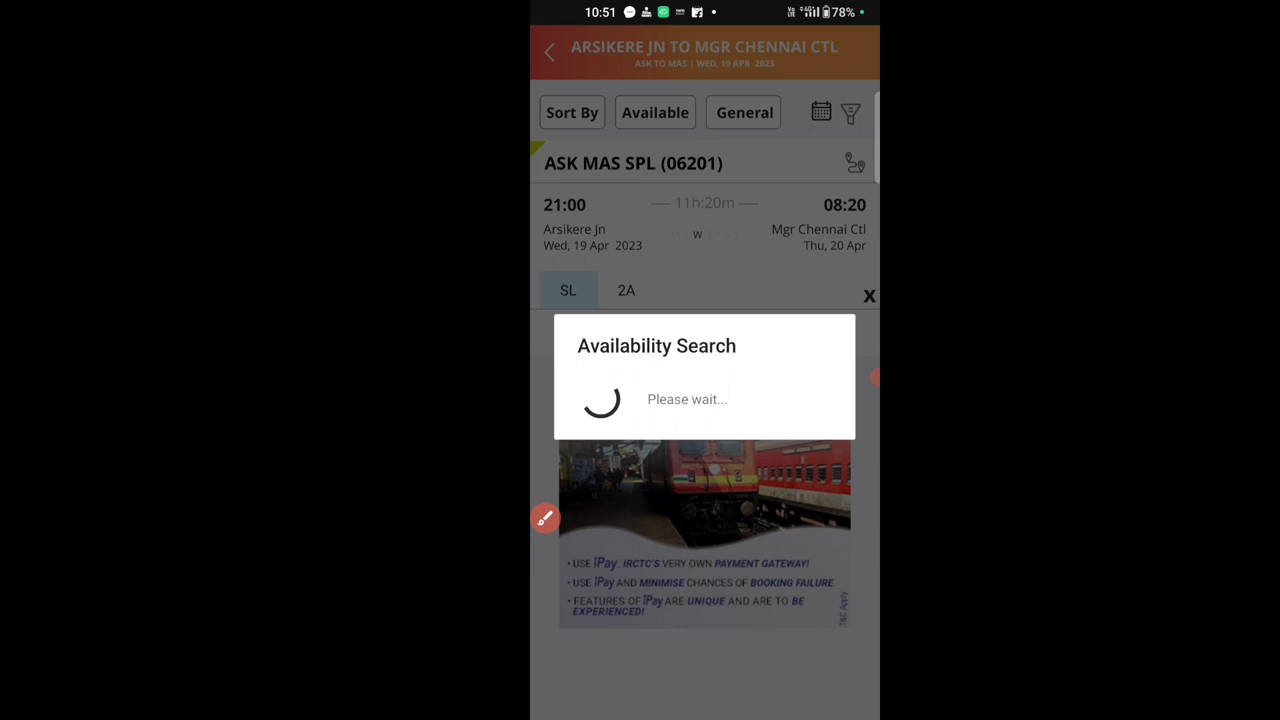 10:51 78%
ARSIKERE JN TO MGR CHENNAI CTL
ASK TO MAS | WED, 19 APR 2023
Sort By Available General
ASK MAS SPL (06201)
21:00 11h:20m 08:20
Arsikere Jn W Mgr Chennai Ctl
Wed, 19 Apr 2023 Thu, 20 Apr
SL 2A X
Availability Search
Please wait...
• USE iPay, IRCTC'S VERY OWN PAYMENT GATEWAY!
• USE iPay AND MINIMISE CHANCES OF BOOKING FAILURE.
• FEATURES OF iPay ARE UNIQUE AND ARE TO BE
EXPERIENCED!
T&C Apply